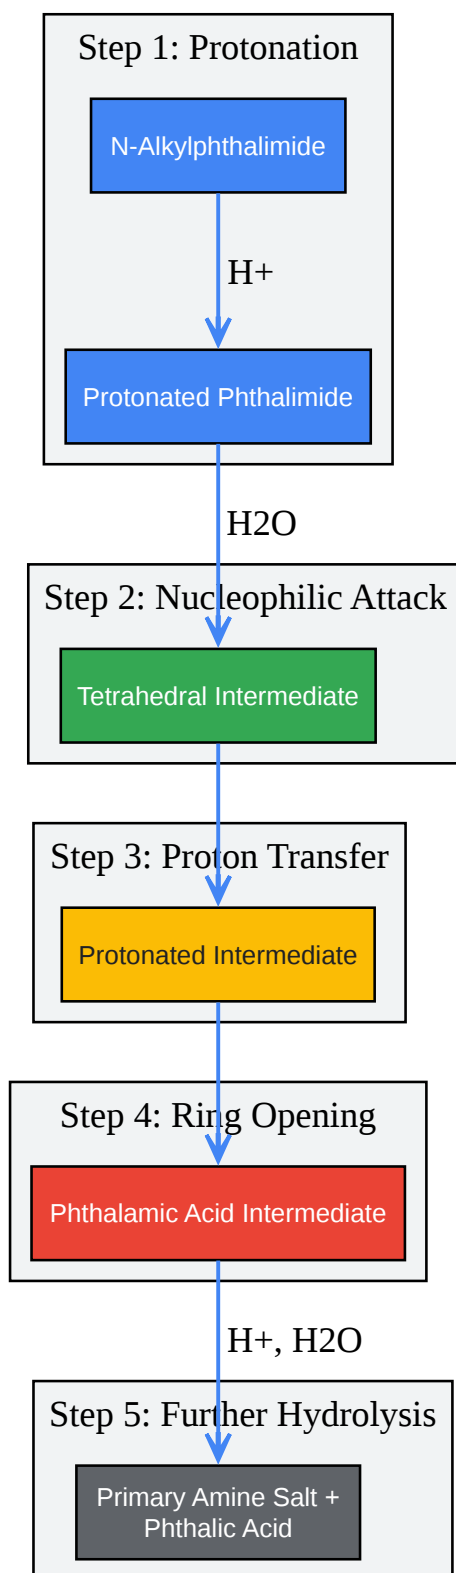 Step 1: Protonation
N-Alkylphthalimide
H+
Protonated Phthalimide
H2O
Step 2: Nucleophilic Attack
Tetrahedral Intermediate
Step 3: Proton Transfer
Protonated Intermediate
Step 4: Ring Opening
Phthalamic Acid Intermediate
H+, H2O
Step 5: Further Hydrolysis
Primary Amine Salt +
Phthalic Acid